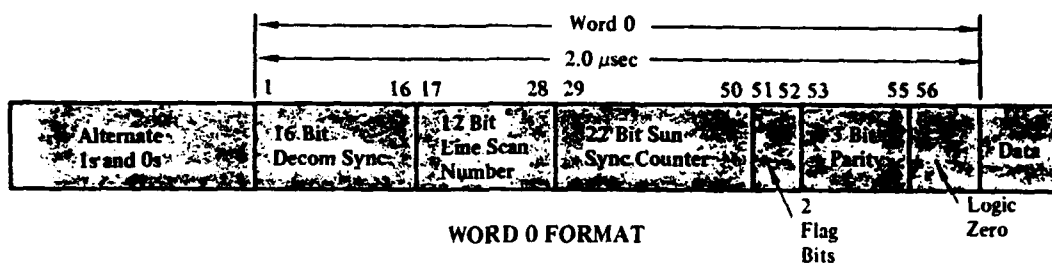 Word 0
2.0 μsec
1 16 17 28 29 50 51 52 53 55 56
Alternate
1s and 0s
16 Bit
Decom Sync
12 Bit
Line Scan
Number
22 Bit Sun
Sync Counter
3 Bit
Parity
Data
2
Flag
Bits
Logic
Zero
WORD 0 FORMAT